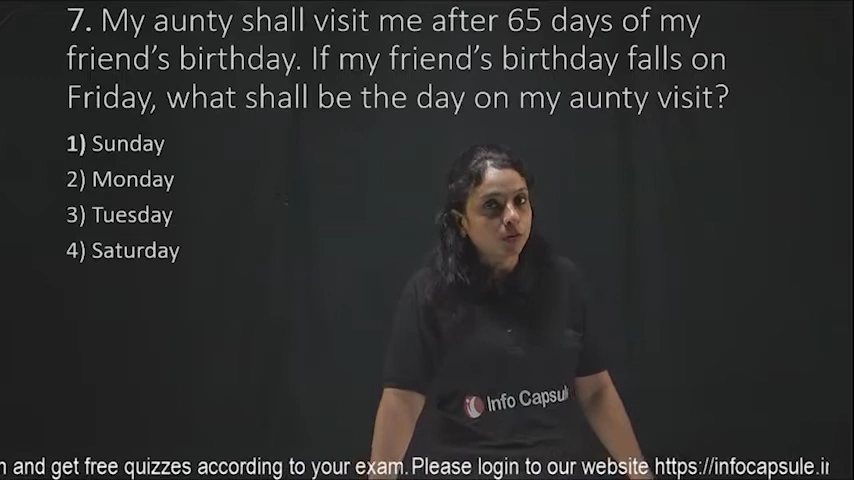 7. My aunty shall visit me after 65 days of my
friend’s birthday. If my friend’s birthday falls on
Friday, what shall be the day on my aunty visit?
1) Sunday
2) Monday
3) Tuesday
4) Saturday
Info Capsule
and get free quizzes according to your exam.Please login to our website https://infocapsule.in